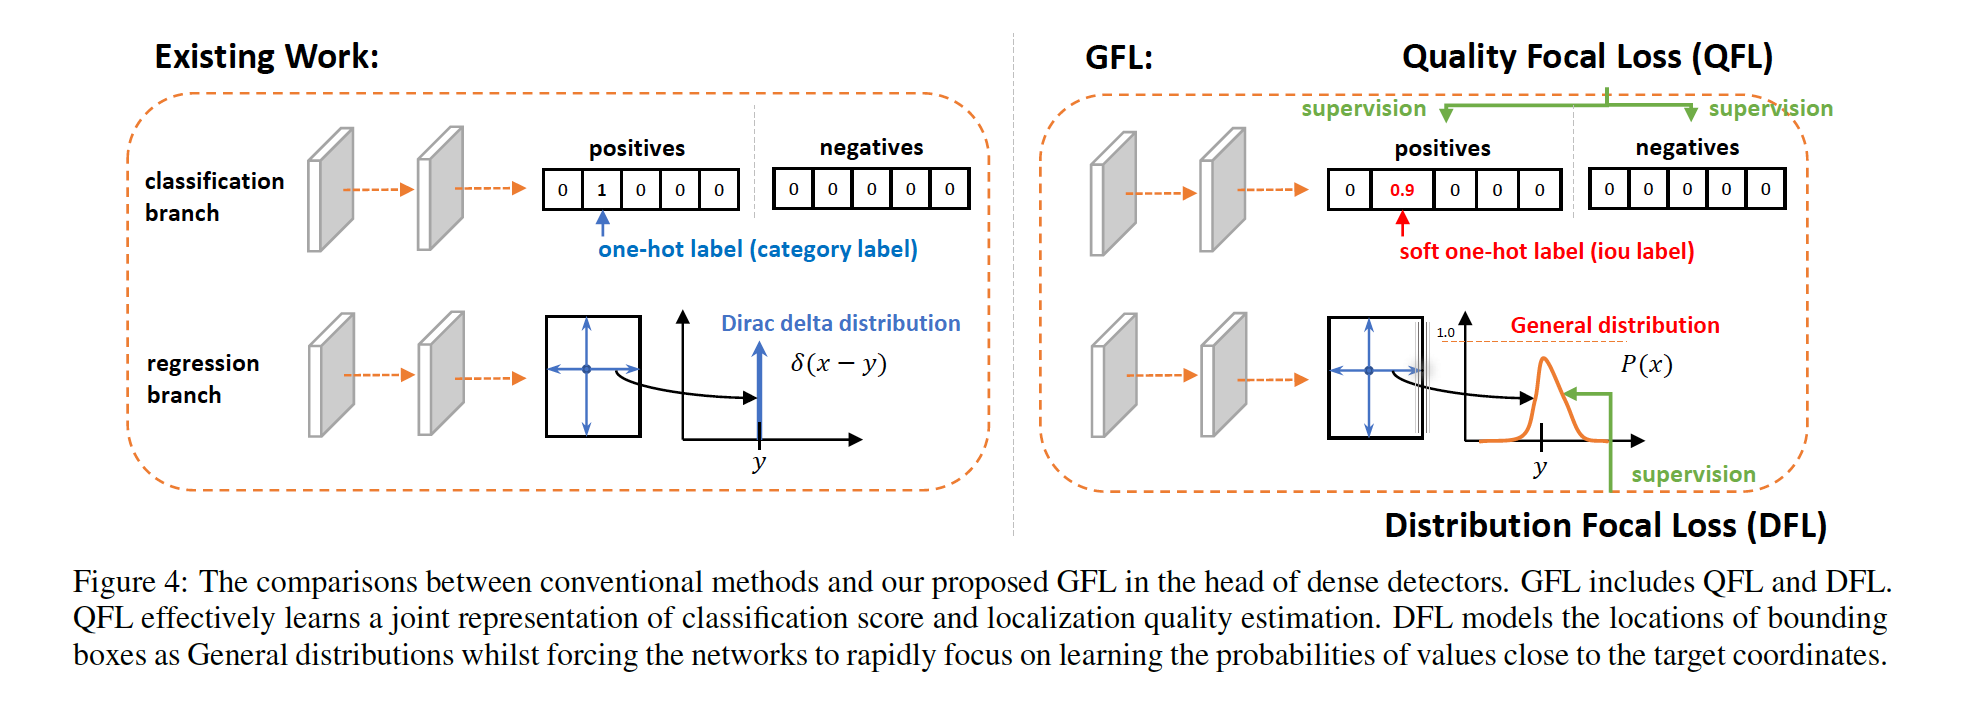 Existing Work:
classification
branch
positives
negatives
0 1 0 0 0
0 0 0 0 0
one-hot label (category label)
regression
branch
Dirac delta distribution
δ(x − y)
y
GFL:
Quality Focal Loss (QFL)
supervision
supervision
positives
negatives
0 0.9 0 0 0
0 0 0 0 0
soft one-hot label (iou label)
1.0
General distribution
P(x)
y
supervision
Distribution Focal Loss (DFL)
Figure 4: The comparisons between conventional methods and our proposed GFL in the head of dense detectors. GFL includes QFL and DFL.
QFL effectively learns a joint representation of classification score and localization quality estimation. DFL models the locations of bounding
boxes as General distributions whilst forcing the networks to rapidly focus on learning the probabilities of values close to the target coordinates.